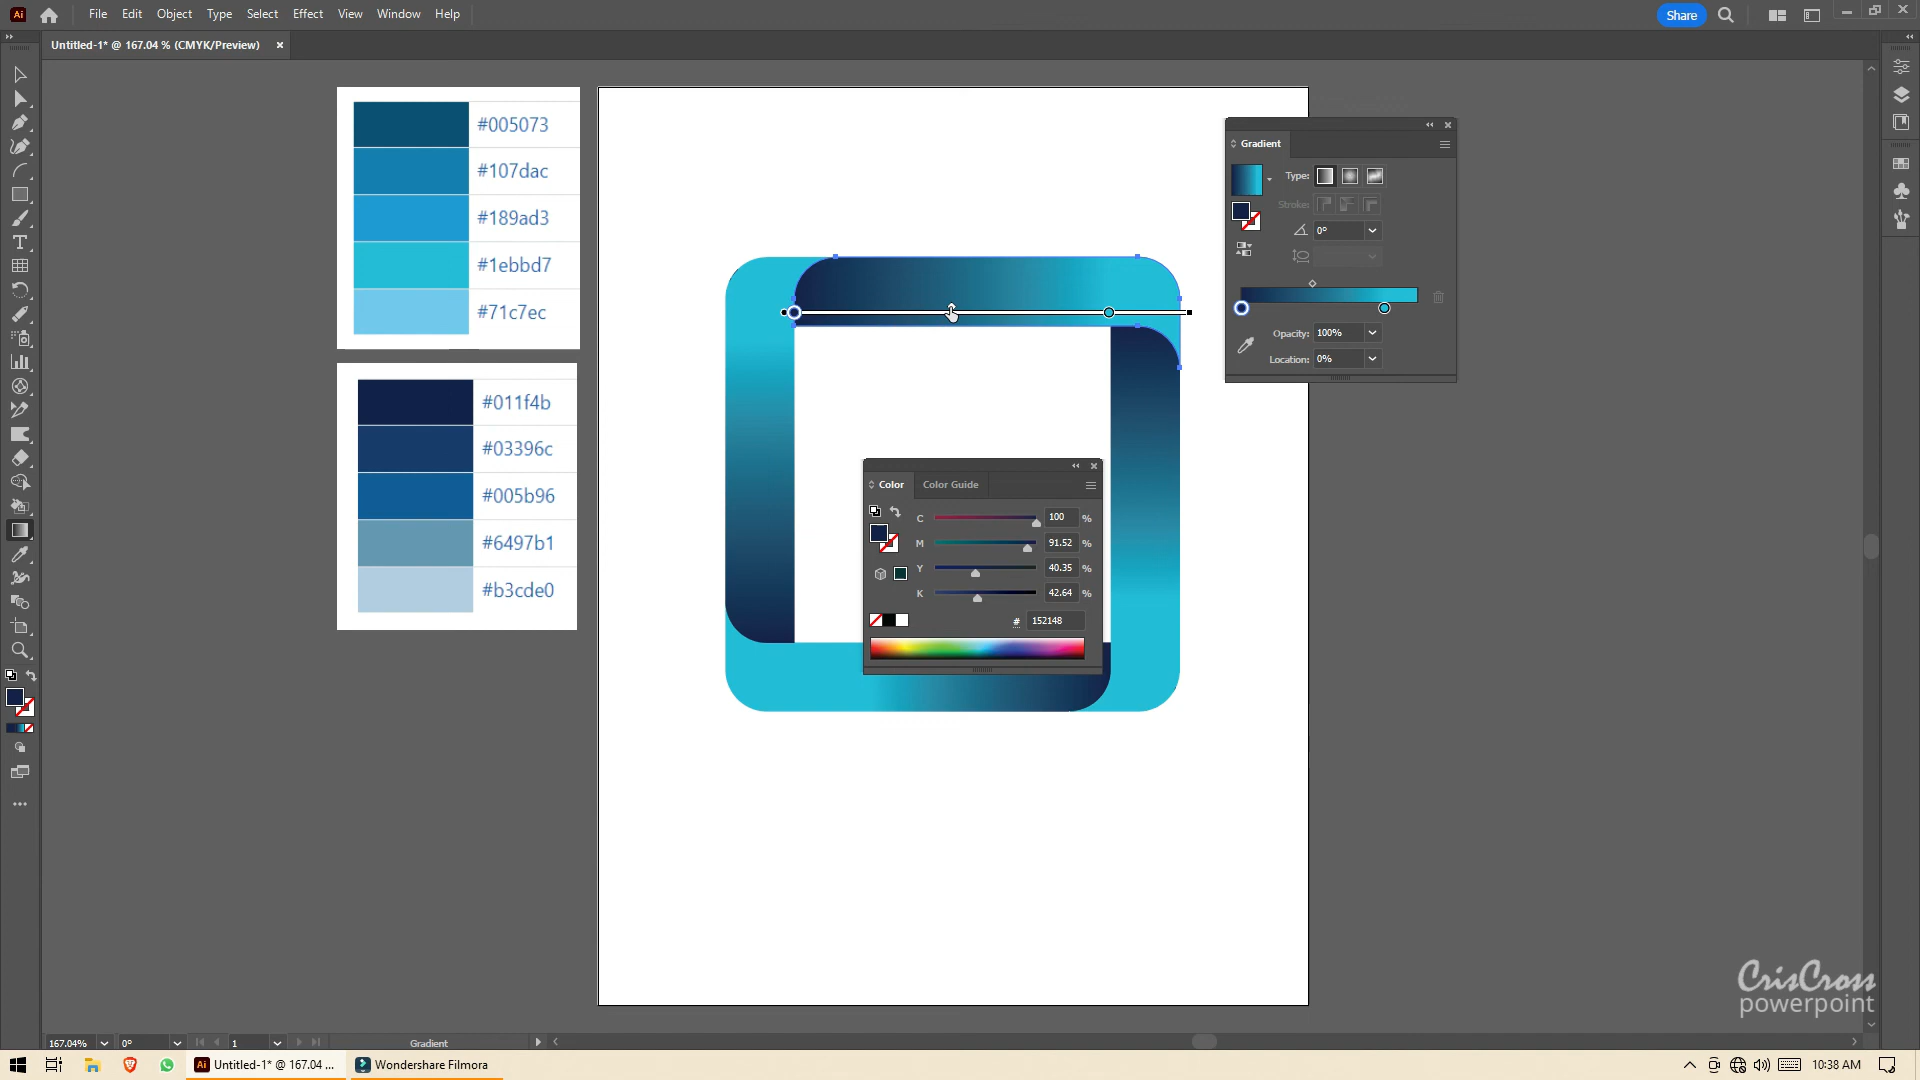 Ai File Edit Object Type Select Effect View Window Help
Share
Untitled-1* @ 167.04 % (CMYK/Preview) ×
#005073
#107dac
#189ad3
#1ebbd7
#71c7ec
#011f4b
#03396c
#005b96
#6497b1
#b3cde0
Gradient
Type:
Stroke:
0°
Opacity: 100%
Location: 0%
Color Color Guide
C 100 %
M 91.52 %
Y 40.35 %
K 42.64 %
# 152148
CrisCross
powerpoint
167.04% 0° 1 Gradient
Ai Untitled-1* @ 167.04 ... Wondershare Filmora
10:38 AM